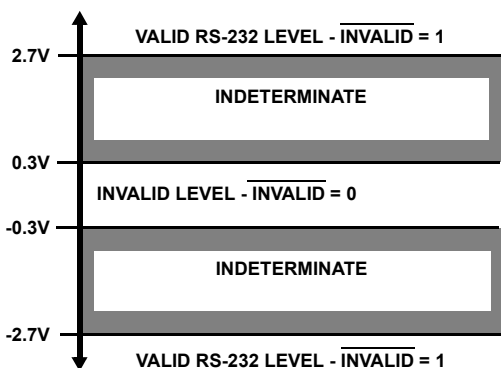 VALID RS-232 LEVEL - INVALID = 1
2.7V
INDETERMINATE
0.3V
INVALID LEVEL - INVALID = 0
-0.3V
INDETERMINATE
-2.7V
VALID RS-232 LEVEL - INVALID = 1